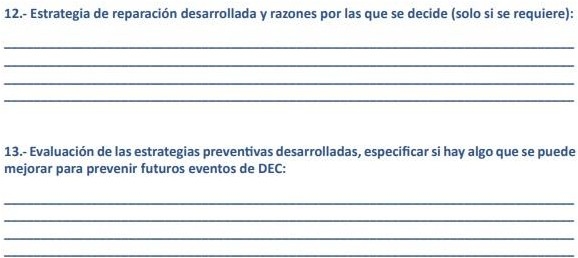 12.- Estrategia de reparación desarrollada y razones por las que se decide (solo si se requiere):
13.- Evaluación de las estrategias preventivas desarrolladas, especificar si hay algo que se puede
mejorar para prevenir futuros eventos de DEC: